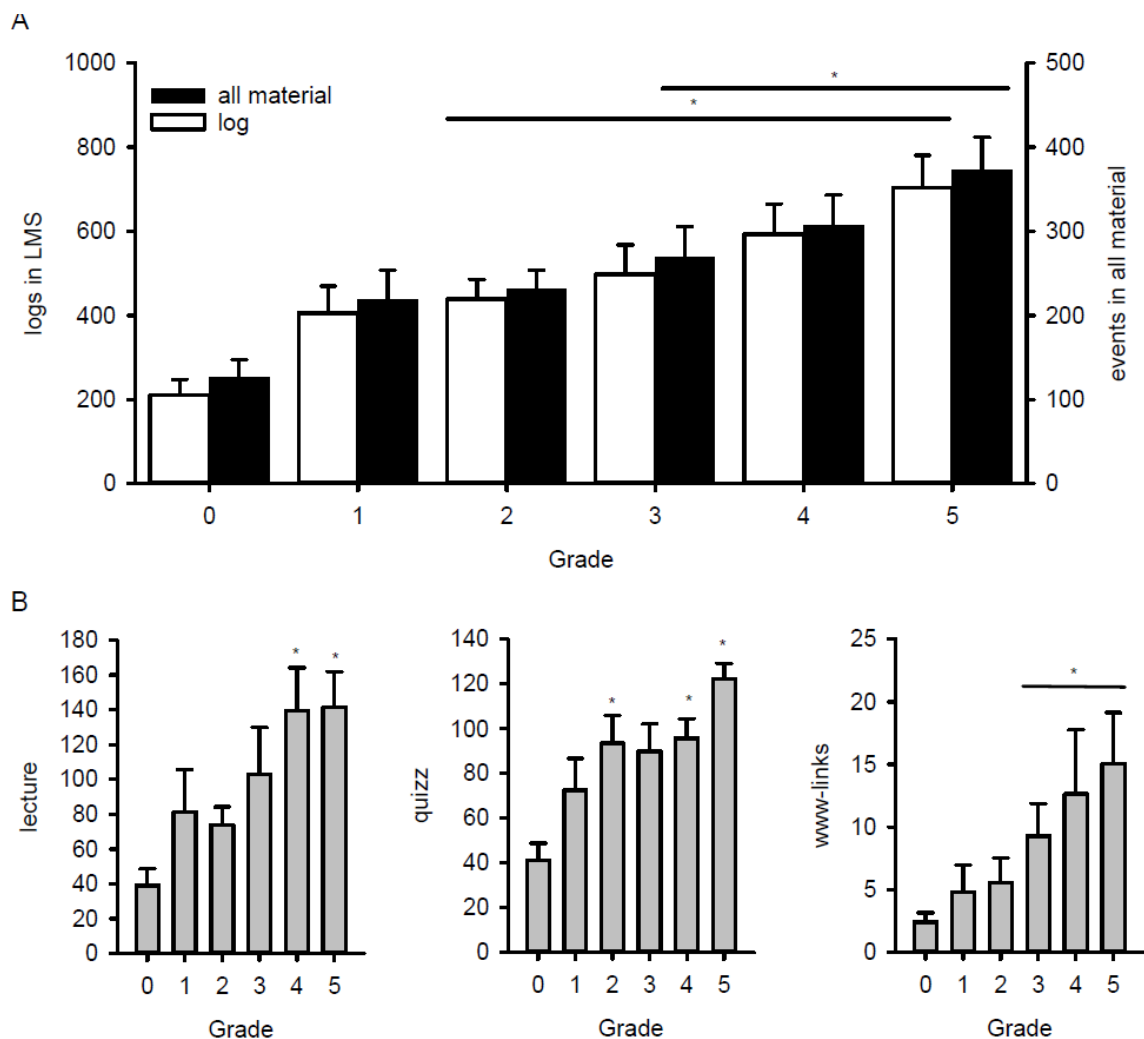 A
* 
*
all material
log
logs in LMS
1000
800
600
400
200
0
events in all material
500
400
300
200
100
0
0 1 2 3 4 5
Grade
B
lecture
180
160
140
120
100
80
60
40
20
0
* *
0 1 2 3 4 5
Grade
quizz
140
120
100
80
60
40
20
0
* * *
0 1 2 3 4 5
Grade
www-links
25
20
15
10
5
0
*
0 1 2 3 4 5
Grade